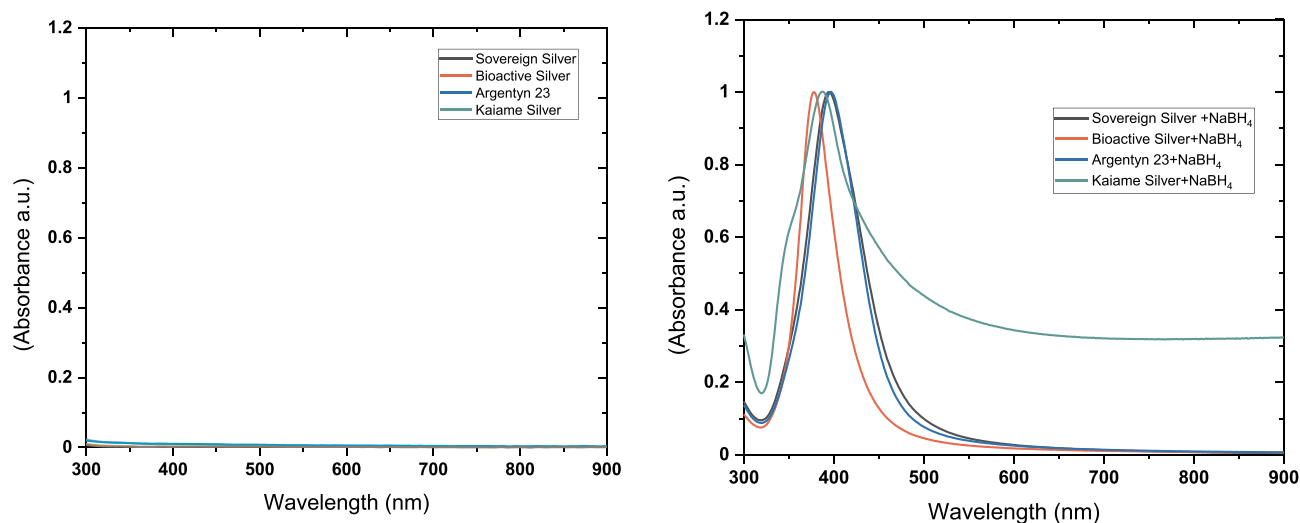 1.2
1
0.8
0.6
0.4
0.2
0
300 400 500 600 700 800 900
(Absorbance a.u.)
Wavelength (nm)
Sovereign Silver
Bioactive Silver
Argentyn 23
Kaiame Silver
1.2
1
0.8
0.6
0.4
0.2
0
300 400 500 600 700 800 900
(Absorbance a.u.)
Wavelength (nm)
Sovereign Silver +NaBH₄
Bioactive Silver+NaBH₄
Argentyn 23+NaBH₄
Kaiame Silver+NaBH₄